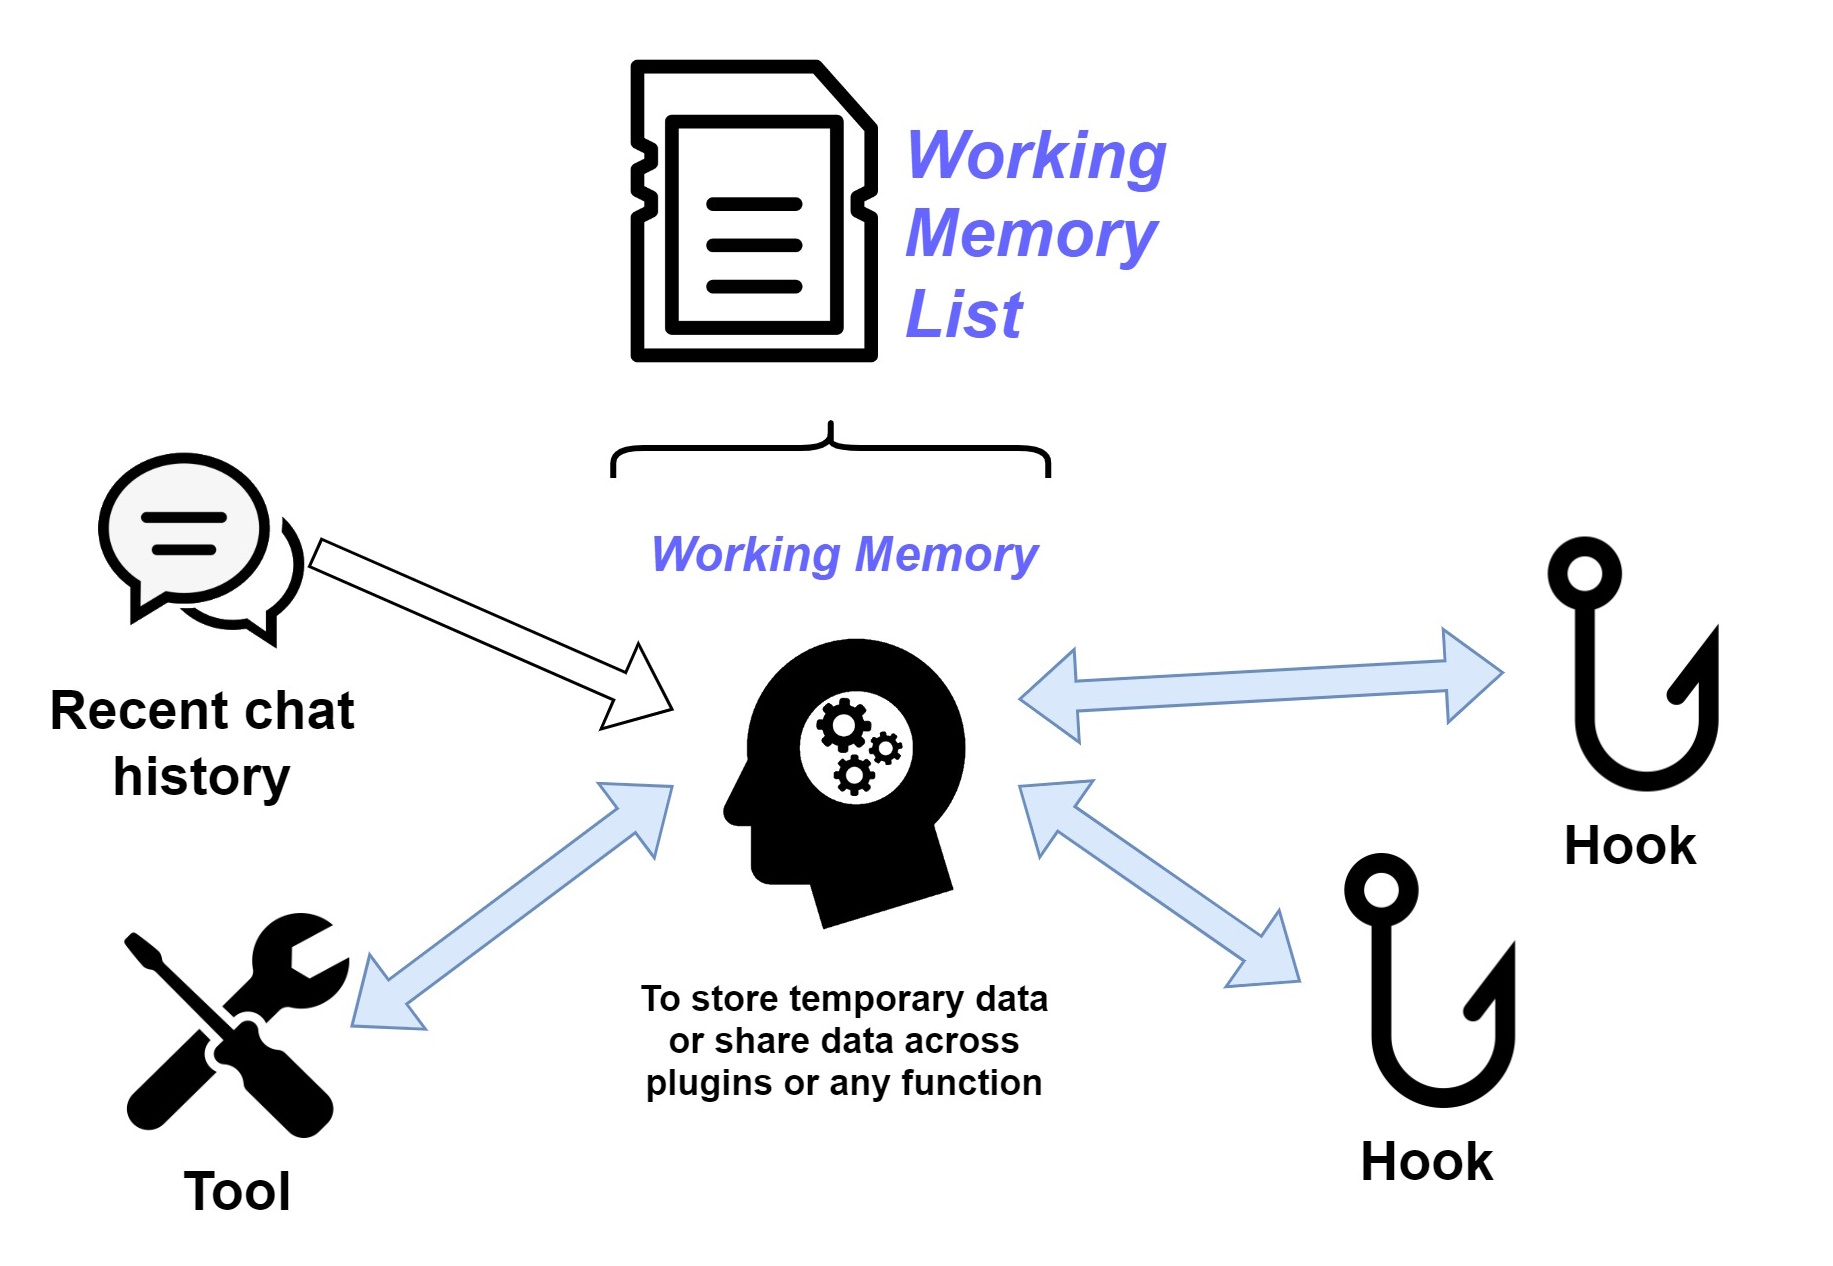 Working
Memory
List
Working Memory
Recent chat
history
Hook
To store temporary data
or share data across
plugins or any function
Hook
Tool